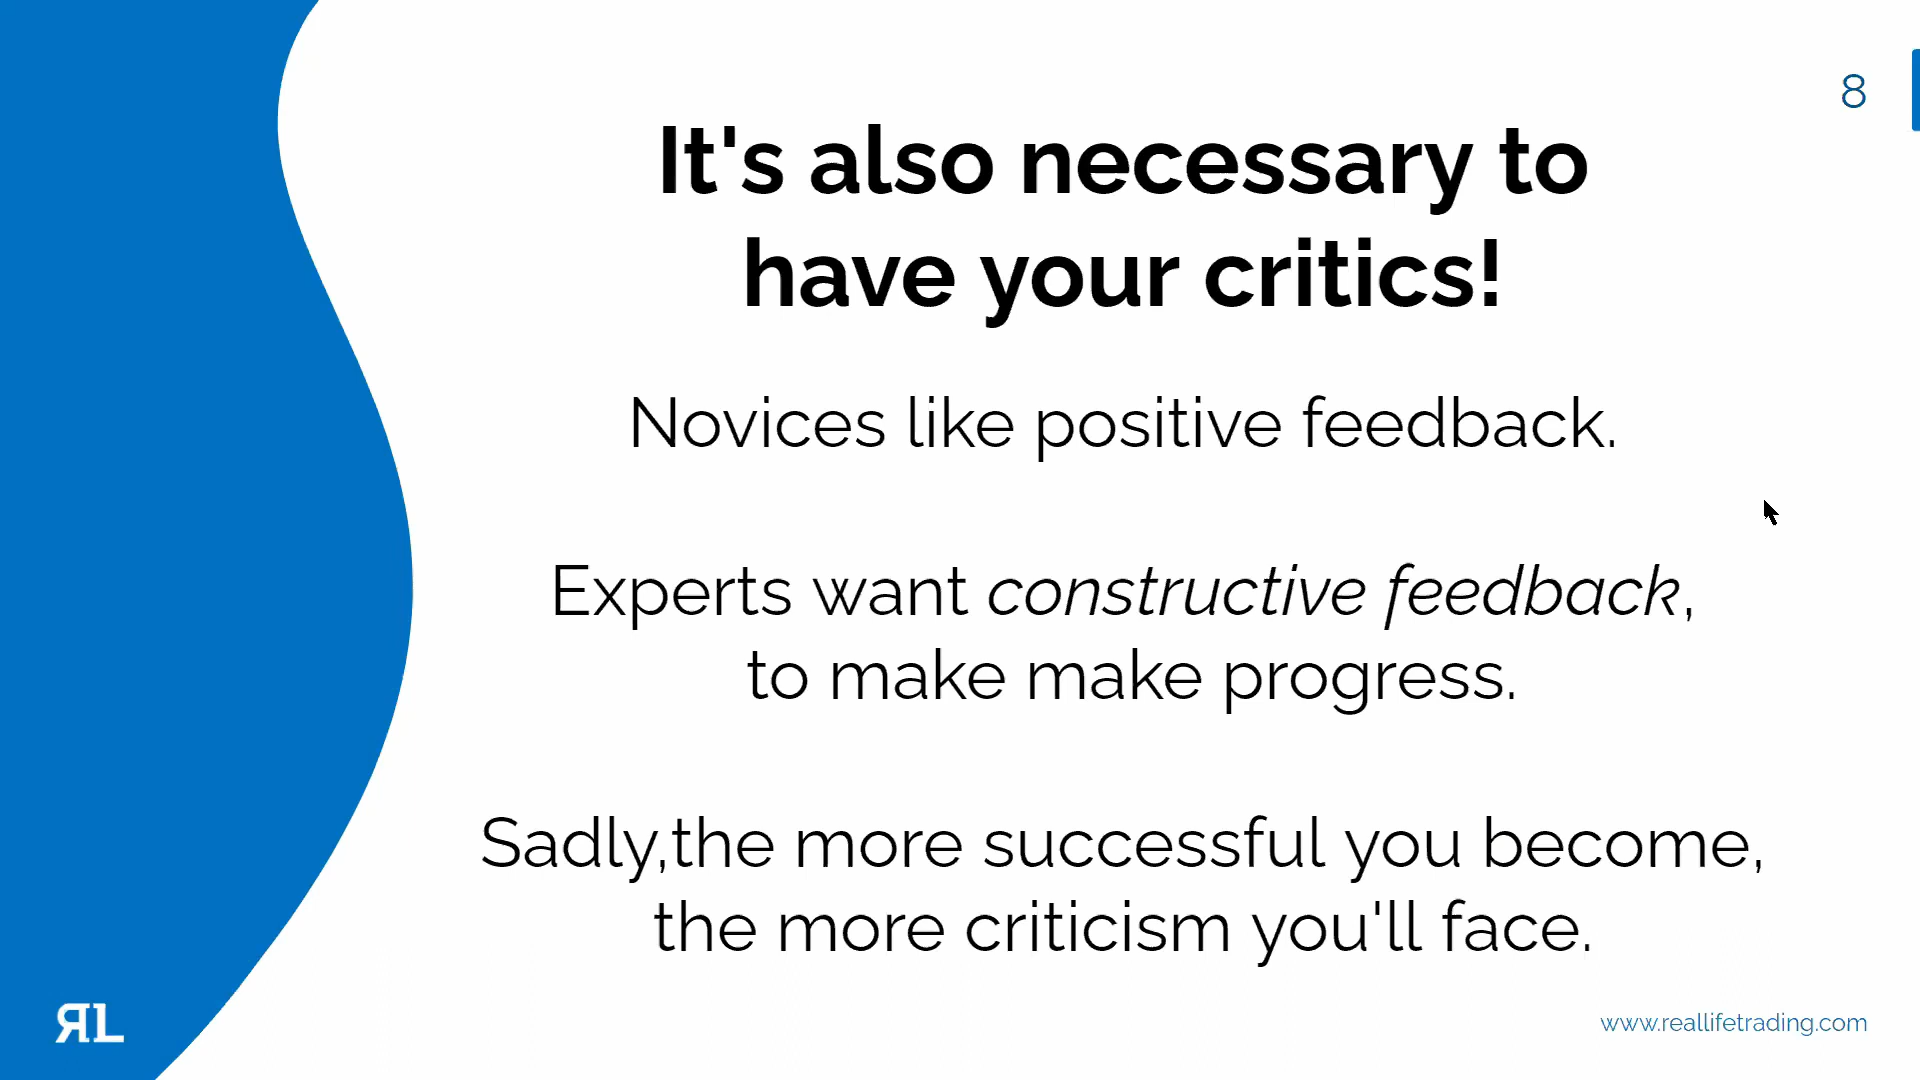 8
It's also necessary to
have your critics!
Novices like positive feedback.
Experts want constructive feedback,
to make make progress.
Sadly,the more successful you become,
the more criticism you'll face.
RL
www.reallifetrading.com